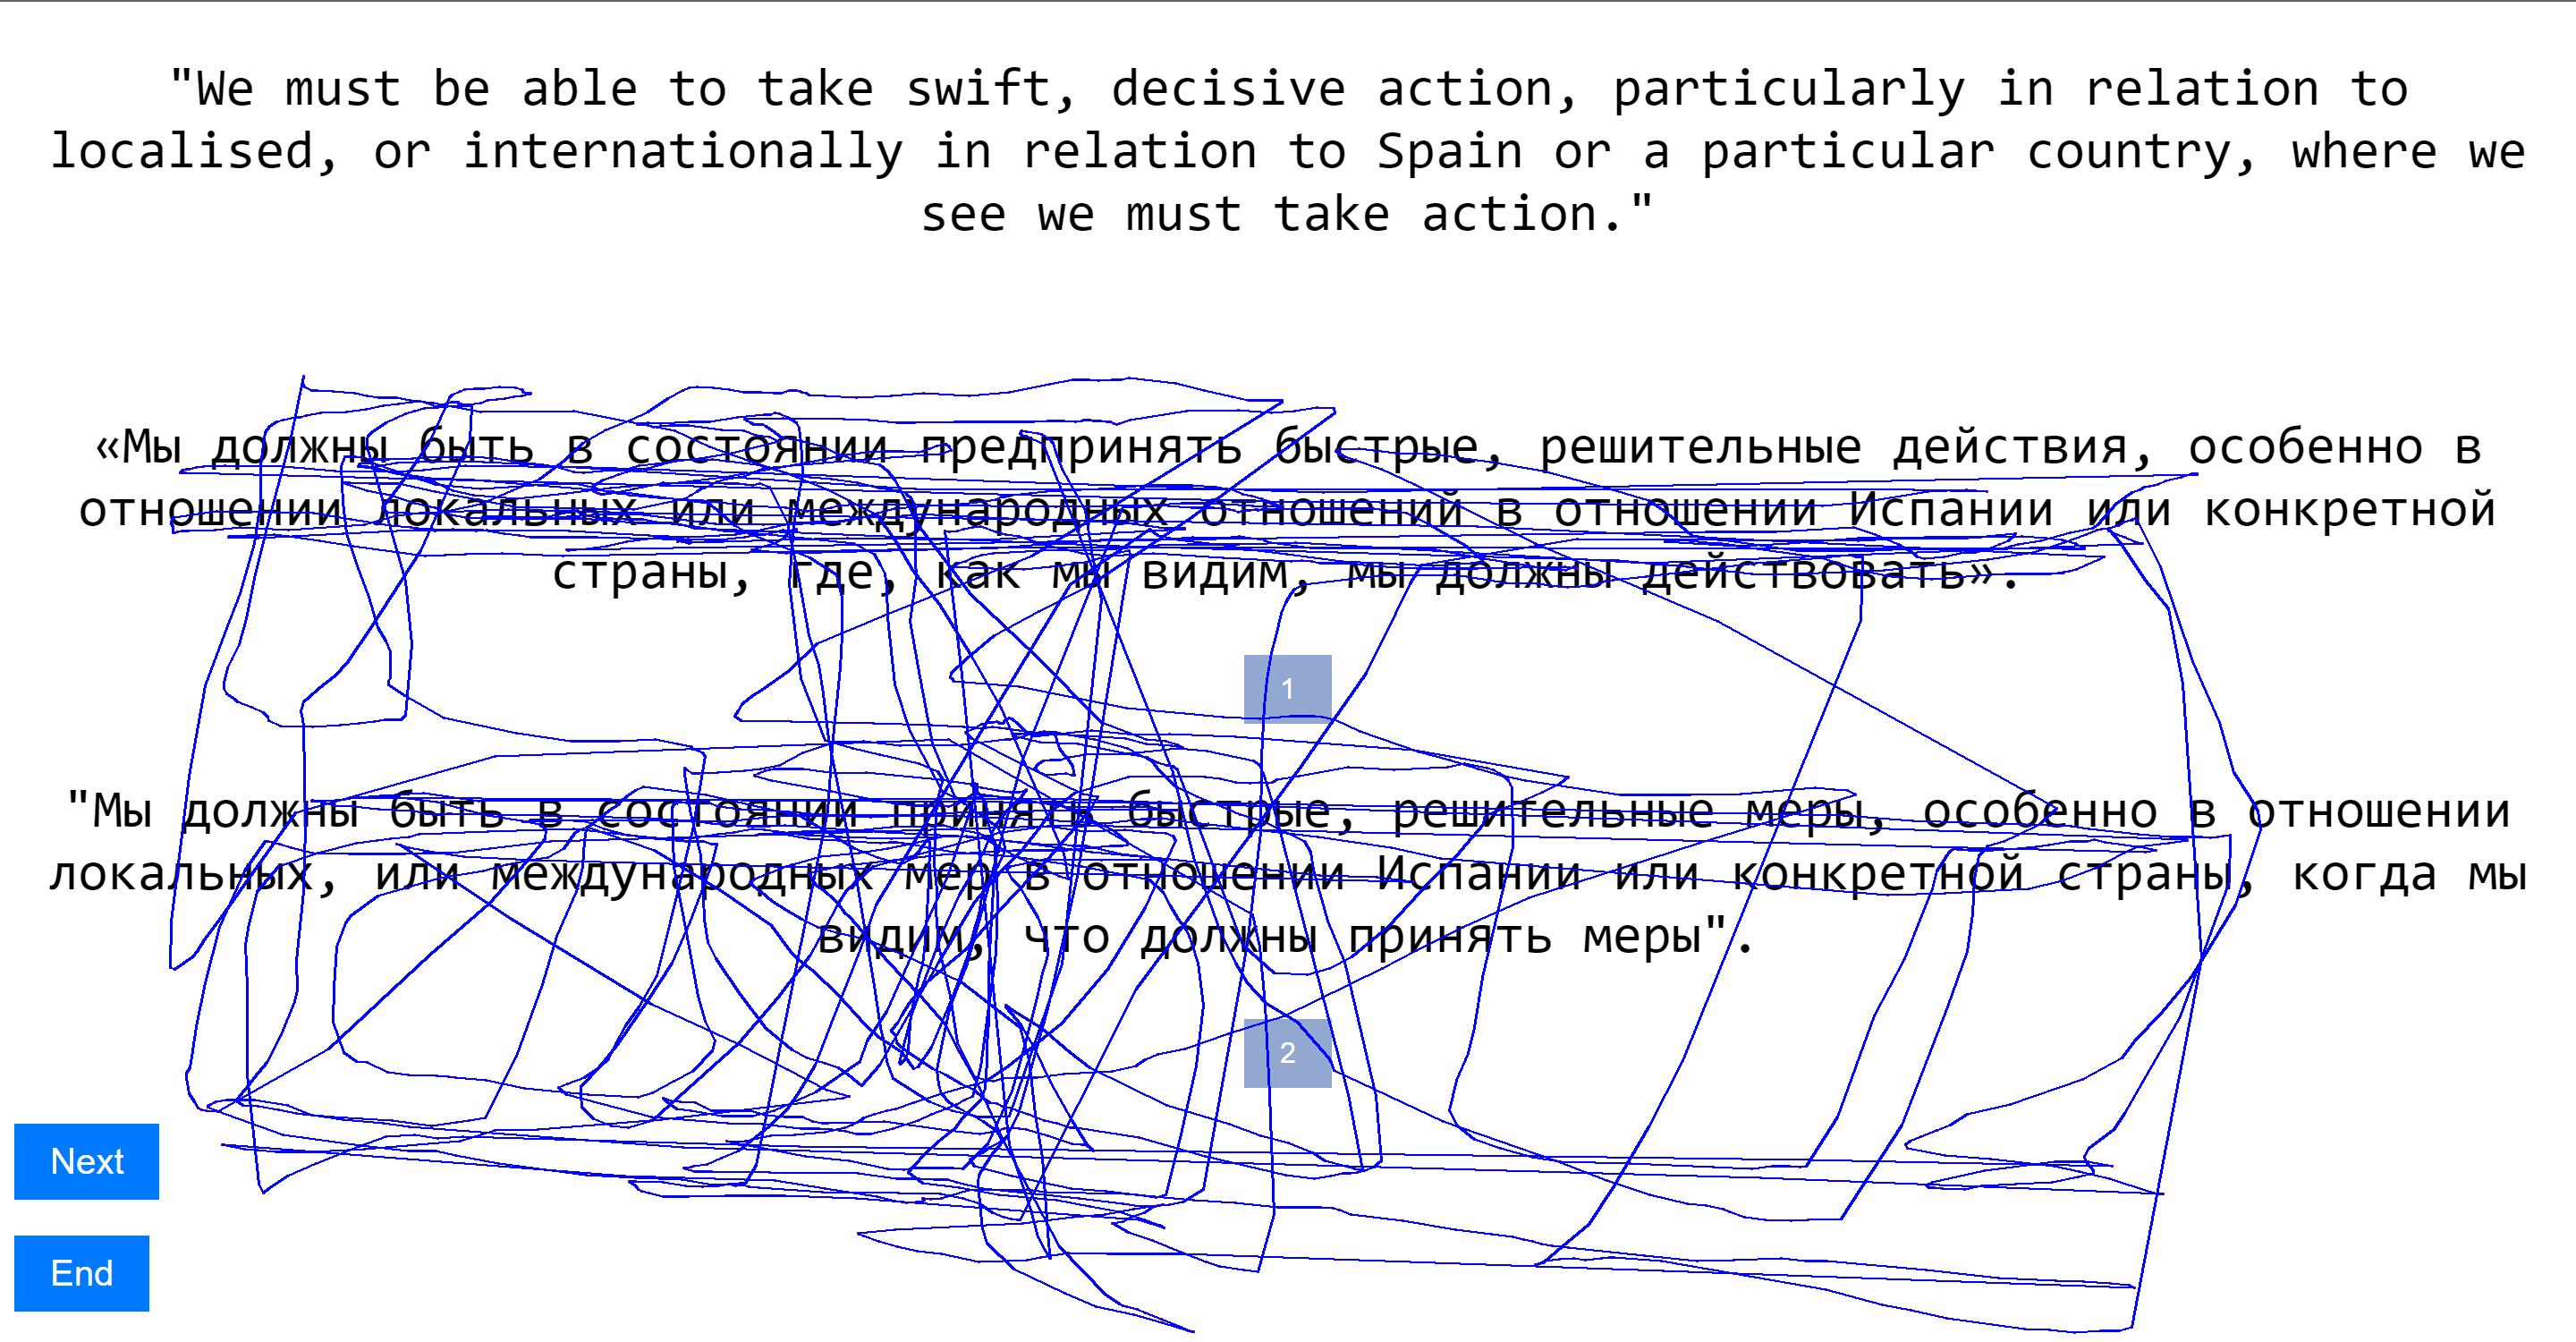 "We must be able to take swift, decisive action, particularly in relation to
localised, or internationally in relation to Spain or a particular country, where we
see we must take action."
«Мы должны быть в состоянии предпринять быстрые, решительные действия, особенно в
отношении локальных или международных отношений в отношении Испании или конкретной
страны, где, как мы видим, мы должны действовать».
1
"Мы должны быть в состоянии принять быстрые, решительные меры, особенно в отношении
локальных, или международных мер в отношении Испании или конкретной страны, когда мы
видим, что должны принять меры".
2
Next
End